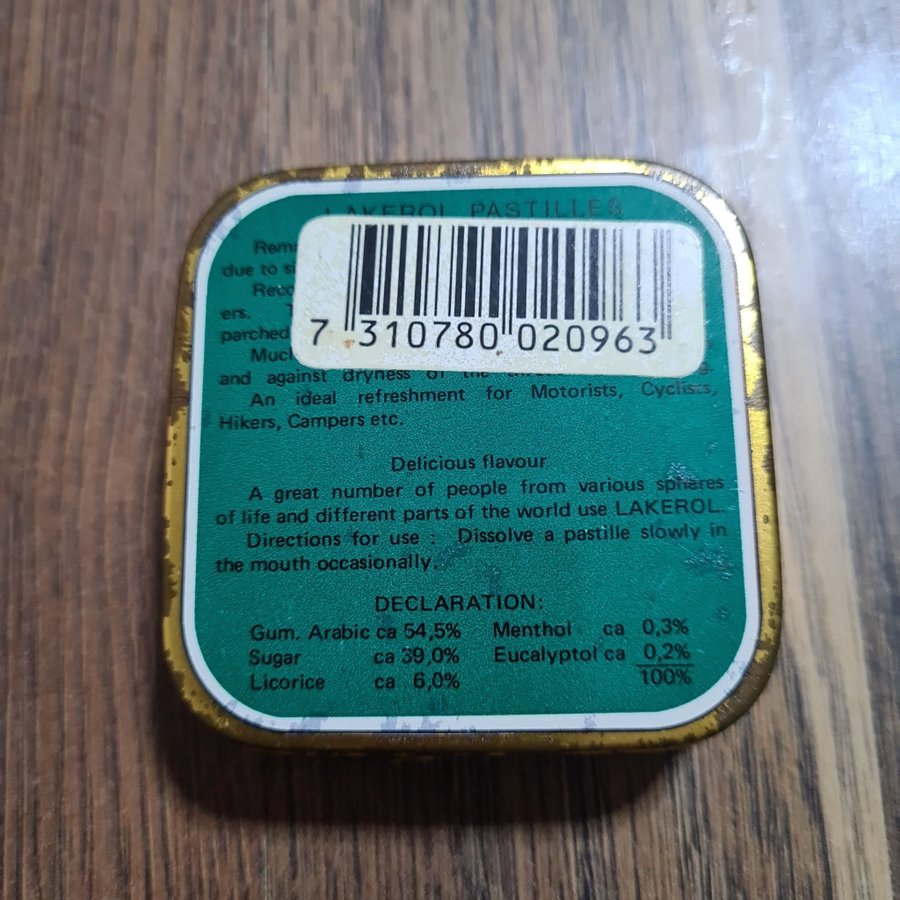 LAKEROL PASTILLES
due to
ers.
parched
and against dryness of the
An ideal refreshment for Motorists, Cyclists,
Hikers, Campers etc.
7 310780 020963
Delicious flavour
A great number of people from various spheres
of life and different parts of the world use LAKEROL.
Directions for use : Dissolve a pastille slowly in
the mouth occasionally.
DECLARATION:
Gum. Arabic ca 54,5% Menthol ca 0,3%
Sugar ca 39,0% Eucalyptol ca 0,2%
Licorice ca 6,0% 100%